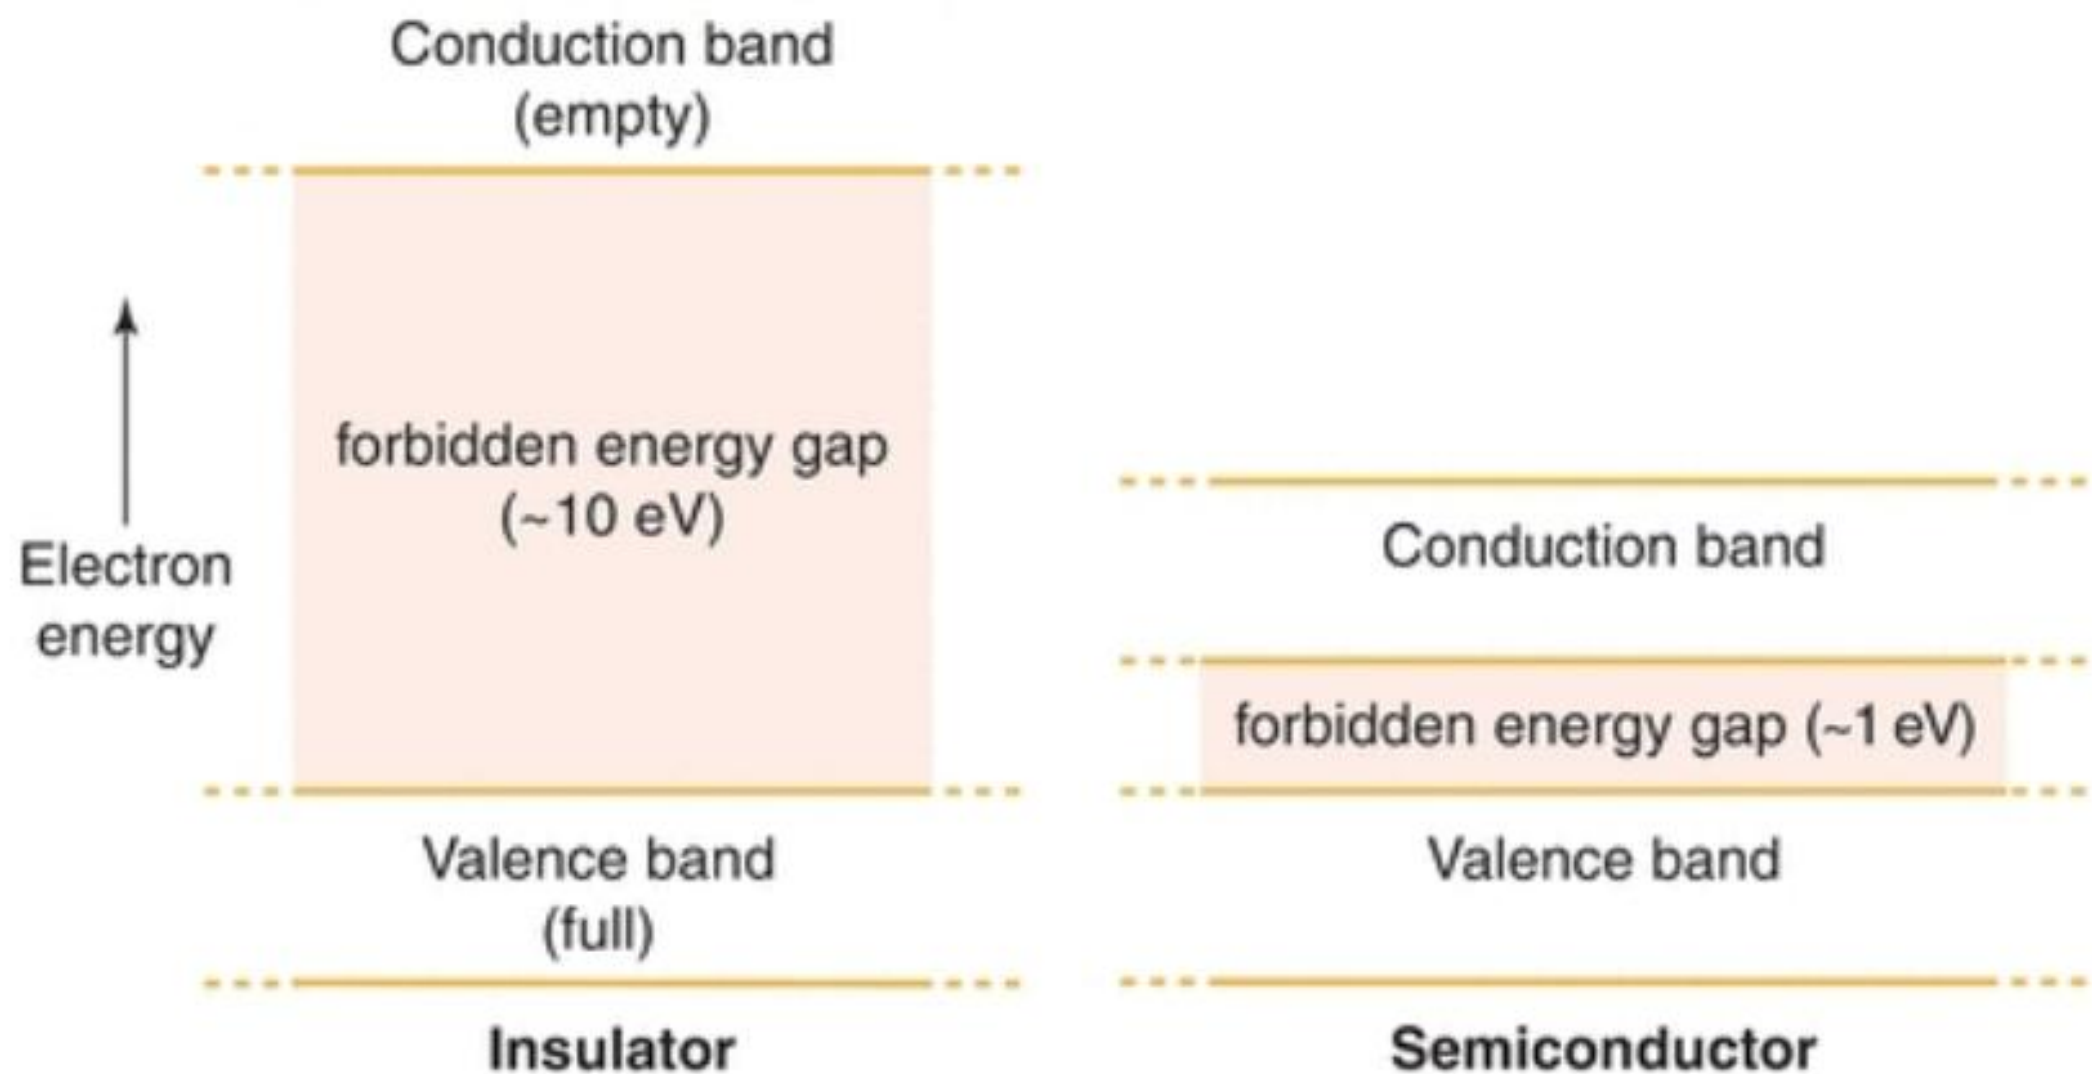 Conduction band
(empty)
forbidden energy gap
(~10 eV)
Electron
energy
Valence band
(full)
Insulator
Conduction band
forbidden energy gap (~1 eV)
Valence band
Semiconductor